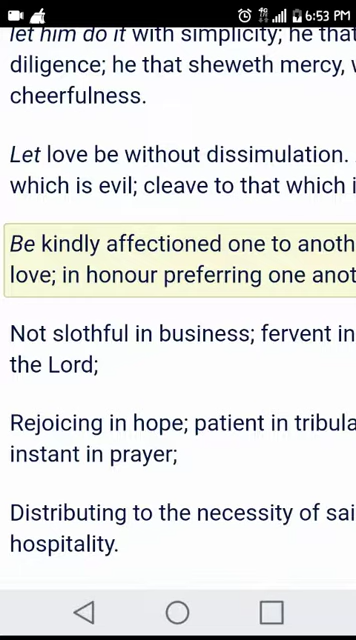 6:53 PM
let him do it with simplicity; he that
diligence; he that sheweth mercy,
cheerfulness.
Let love be without dissimulation.
which is evil; cleave to that which
Be kindly affectioned one to anoth
love; in honour preferring one anot
Not slothful in business; fervent in
the Lord;
Rejoicing in hope; patient in tribula
instant in prayer;
Distributing to the necessity of sai
hospitality.